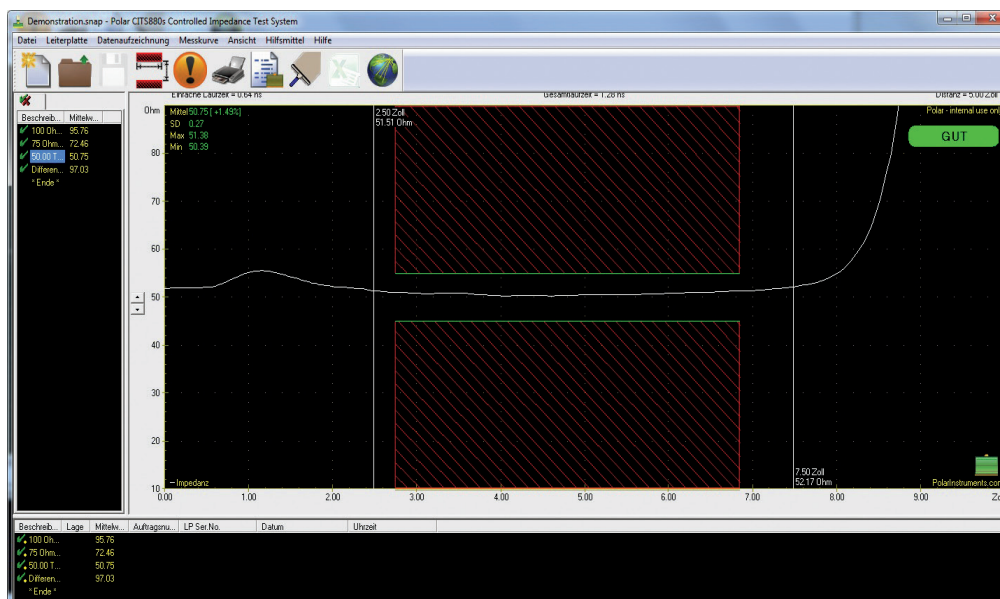 Demonstration.snap - Polar CITS880s Controlled Impedance Test System
Datei Leiterplatte Datenaufzeichnung Messkurve Ansicht Hilfsmittel Hilfe
Einfache Laufzeit = 0.64 ns Gesamtlaufzeit = 1.28 ns Distanz = 5.00 Zoll
Beschreib... Mittelw...
100 Oh... 95.76
75 Ohm... 72.46
50.00 T... 50.75
Differen... 97.03
* Ende *
Ohm
Mittel 50.75 [ +1.49%]
SD 0.27
Max 51.38
Min 50.39
2.50 Zoll
51.51 Ohm
Polar - internal use only
GUT
80
70
60
50
40
30
20
10
Impedanz
7.50 Zoll
52.17 Ohm
PolarInstruments.com
0.00 1.00 2.00 3.00 4.00 5.00 6.00 7.00 8.00 9.00
Beschreib... Lage Mittelw... Auftragsnu... LP Ser.No. Datum Uhrzeit
100 Oh... 95.76
75 Ohm... 72.46
50.00 T... 50.75
Differen... 97.03
* Ende *